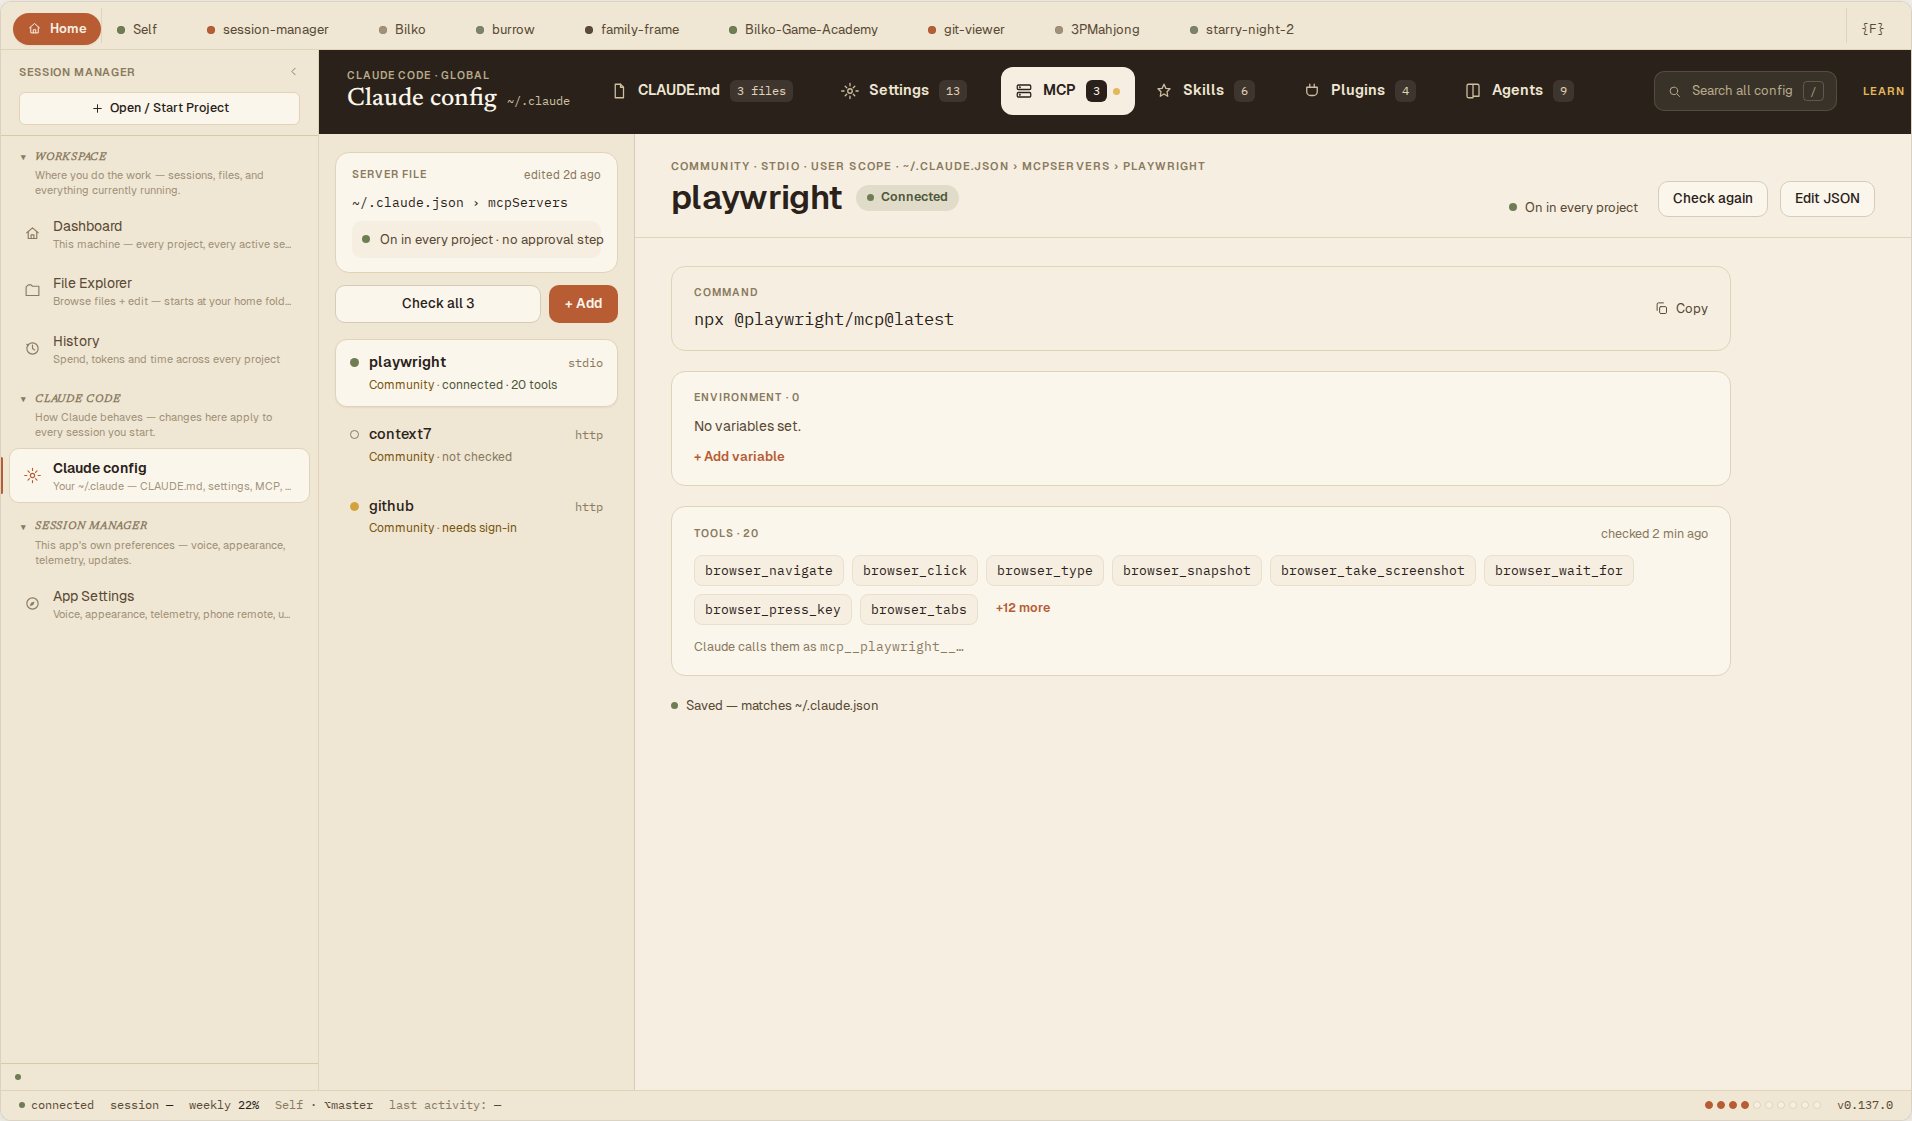 Home
Self
session-manager
Bilko
burrow
family-frame
Bilko-Game-Academy
git-viewer
3PMahjong
starry-night-2
{F}
SESSION MANAGER
+ Open / Start Project
WORKSPACE
Where you do the work — sessions, files, and
everything currently running.
Dashboard
This machine — every project, every active se…
File Explorer
Browse files + edit — starts at your home fold…
History
Spend, tokens and time across every project
CLAUDE CODE
How Claude behaves — changes here apply to
every session you start.
Claude config
Your ~/.claude — CLAUDE.md, settings, MCP, …
SESSION MANAGER
This app's own preferences — voice, appearance,
telemetry, updates.
App Settings
Voice, appearance, telemetry, phone remote, u…
CLAUDE CODE · GLOBAL
Claude config ~/.claude
CLAUDE.md 3 files
Settings 13
MCP 3
Skills 6
Plugins 4
Agents 9
Search all config /
LEARN
SERVER FILE edited 2d ago
~/.claude.json › mcpServers
On in every project · no approval step
Check all 3
+ Add
playwright stdio
Community · connected · 20 tools
context7 http
Community · not checked
github http
Community · needs sign-in
COMMUNITY · STDIO · USER SCOPE · ~/.CLAUDE.JSON › MCPSERVERS › PLAYWRIGHT
playwright Connected
On in every project
Check again
Edit JSON
COMMAND
npx @playwright/mcp@latest
Copy
ENVIRONMENT · 0
No variables set.
+ Add variable
TOOLS · 20 checked 2 min ago
browser_navigate browser_click browser_type browser_snapshot browser_take_screenshot browser_wait_for
browser_press_key browser_tabs +12 more
Claude calls them as mcp__playwright__…
Saved — matches ~/.claude.json
connected session — weekly 22% Self · ⌥master last activity: —
v0.137.0